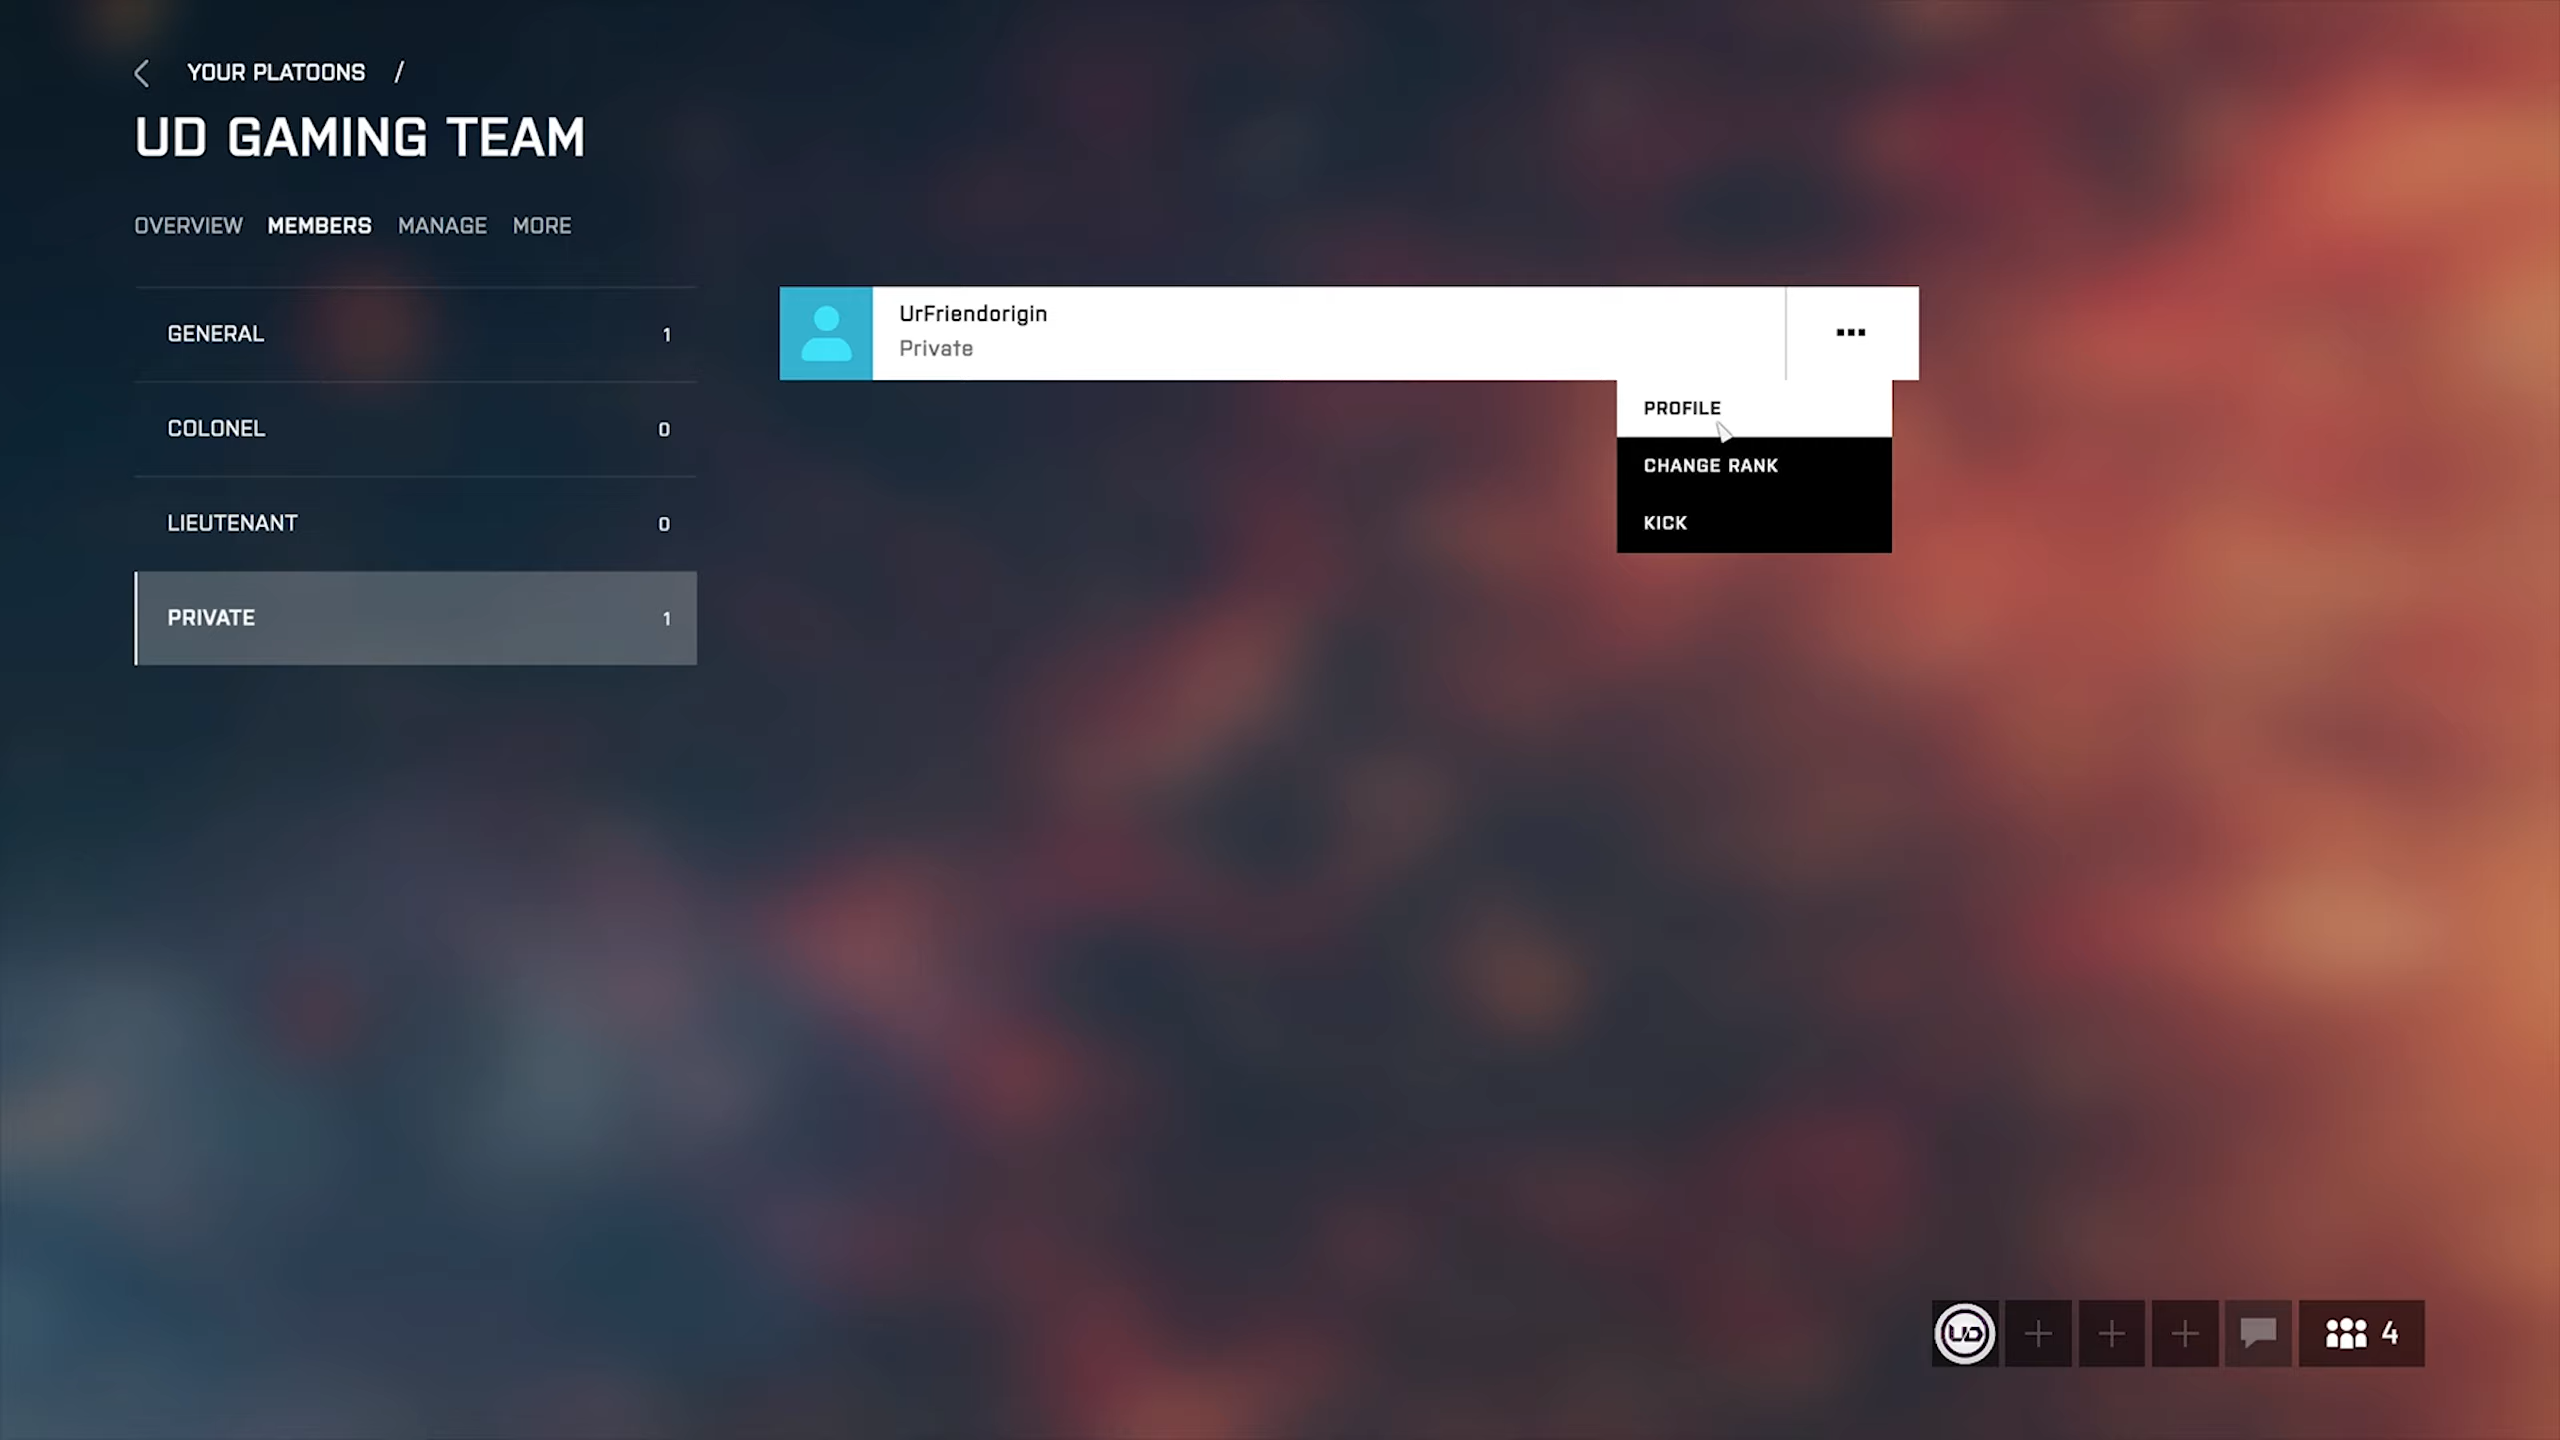 YOUR PLATOONS /
UD GAMING TEAM
OVERVIEW MEMBERS MANAGE MORE
GENERAL 1
COLONEL 0
LIEUTENANT 0
PRIVATE 1
UrFriendorigin
Private
PROFILE
CHANGE RANK
KICK
UD
4